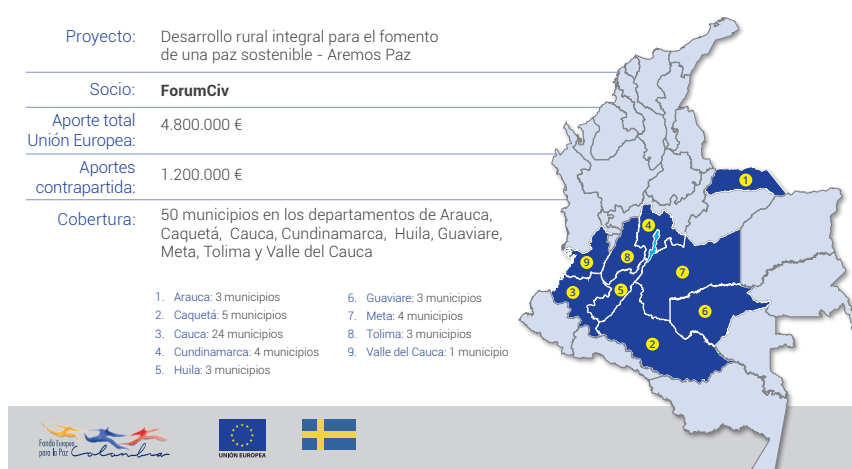 Proyecto:
Desarrollo rural integral para el fomento
de una paz sostenible - Aremos Paz
Socio:
ForumCiv
Aporte total
Unión Europea:
4.800.000 €
Aportes
contrapartida:
1.200.000 €
Cobertura:
50 municipios en los departamentos de Arauca,
Caquetá, Cauca, Cundinamarca, Huila, Guaviare,
Meta, Tolima y Valle del Cauca
1. Arauca: 3 municipios
2. Caquetá: 5 municipios
3. Cauca: 24 municipios
4. Cundinamarca: 4 municipios
5. Huila: 3 municipios
6. Guaviare: 3 municipios
7. Meta: 4 municipios
8. Tolima: 3 municipios
9. Valle del Cauca: 1 municipio
1
4
9
8
7
3
5
6
2
Fondo Europeo
para la Paz
Colombia
UNIÓN EUROPEA